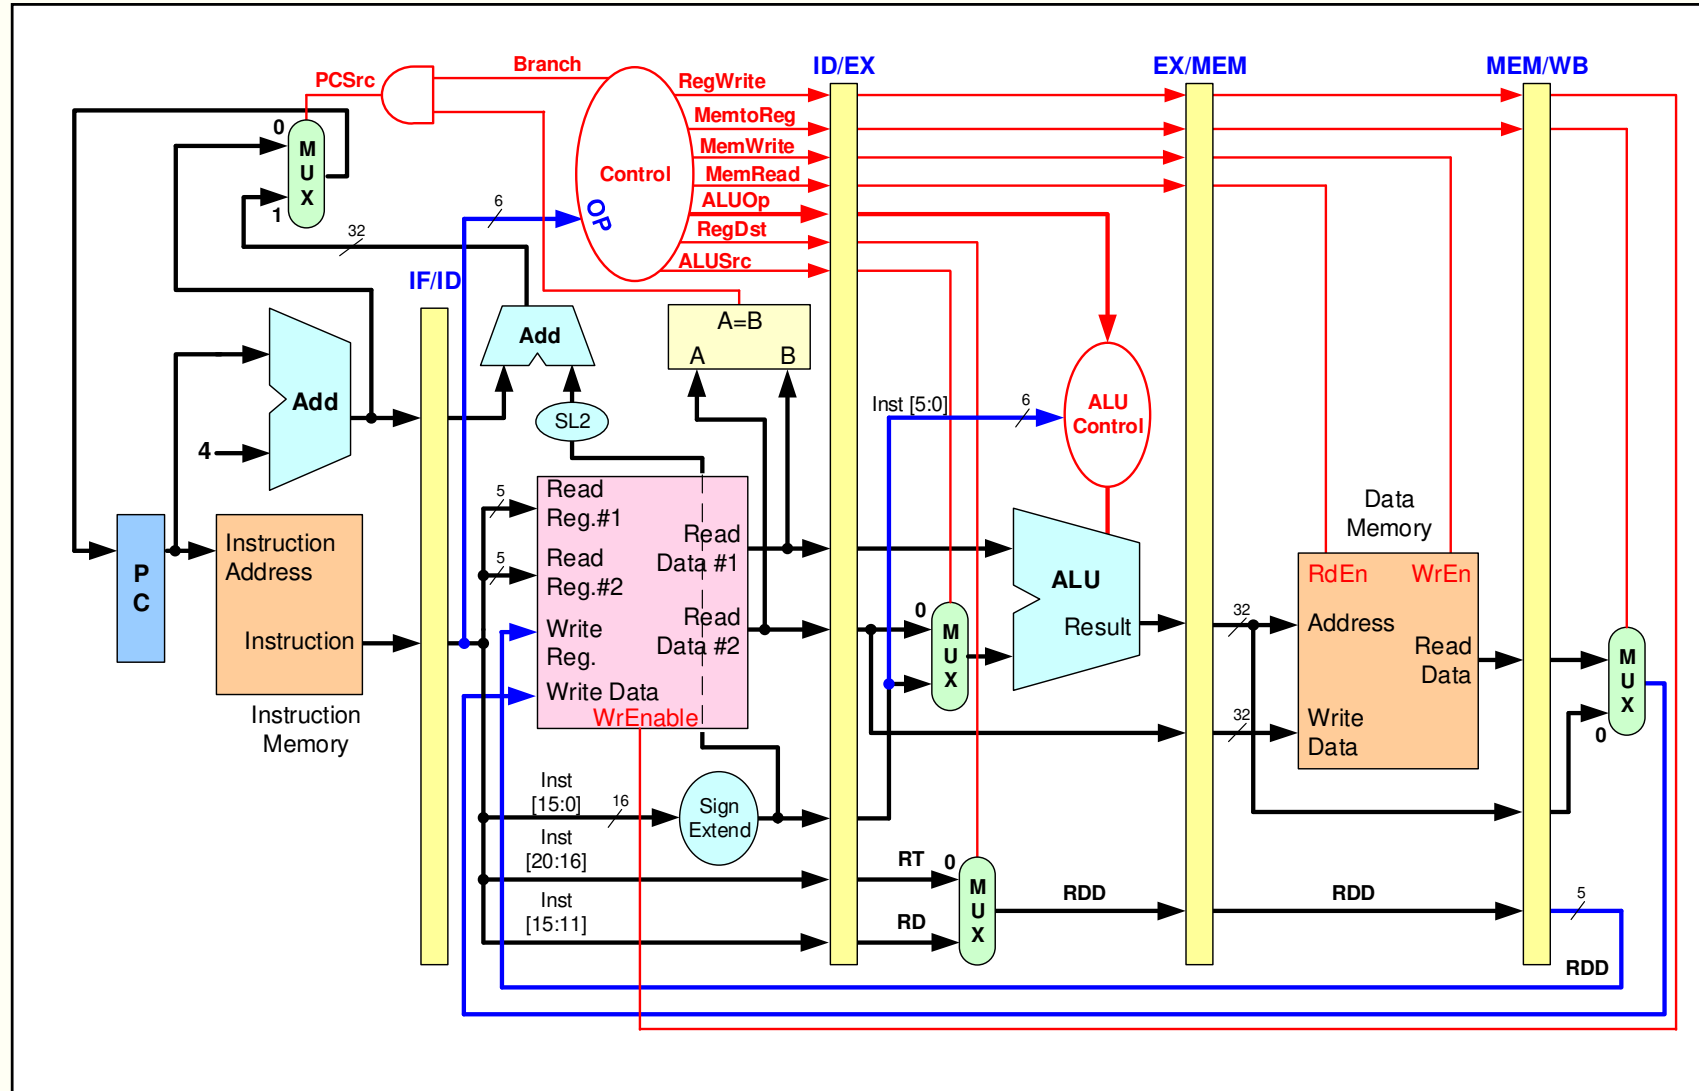 ID/EX
EX/MEM
MEM/WB
Branch
PCSrc
RegWrite
MemtoReg
MemWrite
MemRead
ALUOp
RegDst
ALUSrc
Control
OP
0
M
U
X
1
6
32
IF/ID
Add
A=B
A
B
SL2
Add
4
Inst [5:0]
6
ALU
Control
P
C
Instruction
Address
Instruction
Instruction
Memory
5
Read
Reg.#1
5
Read
Reg.#2
Write
Reg.
Write Data
WrEnable
Read
Data #1
Read
Data #2
0
M
U
X
ALU
Result
Data
Memory
RdEn
WrEn
32
Address
Read
Data
32
Write
Data
M
U
X
0
Inst
[15:0]
16
Sign
Extend
Inst
[20:16]
Inst
[15:11]
RT
0
RD
M
U
X
RDD
RDD
5
RDD